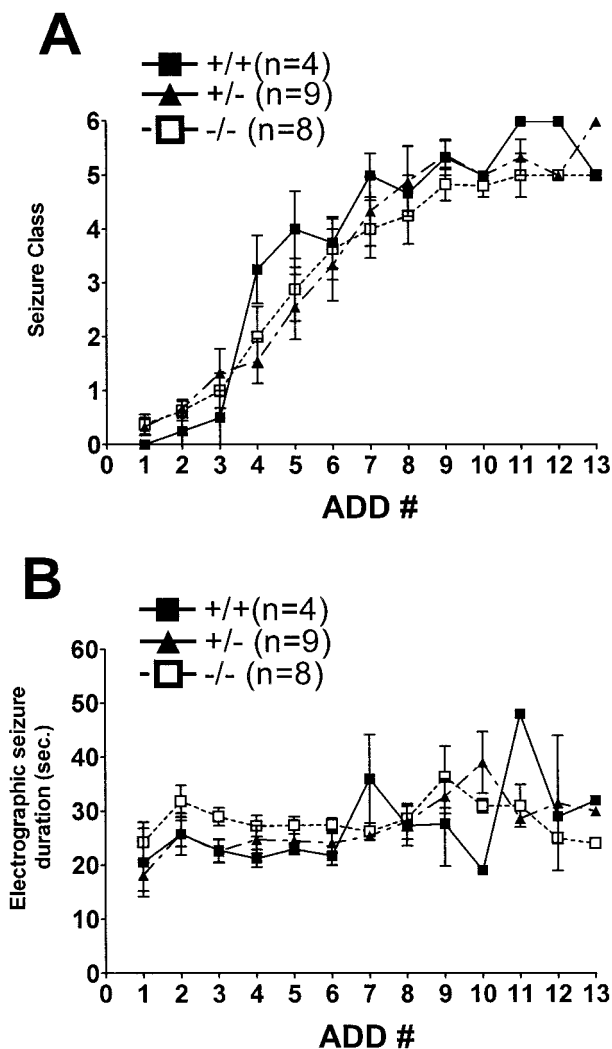 A
+/+(n=4)
+/- (n=9)
-/- (n=8)
6
5
4
3
2
1
0
Seizure Class
0 1 2 3 4 5 6 7 8 9 10 11 12 13
ADD #
B
+/+(n=4)
+/- (n=9)
-/- (n=8)
60
50
40
30
20
10
0
Electrographic seizure
duration (sec.)
0 1 2 3 4 5 6 7 8 9 10 11 12 13
ADD #